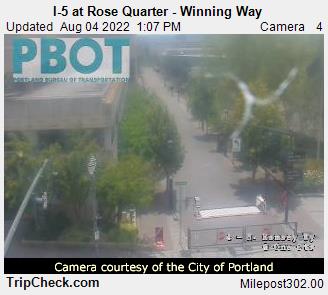 I-5 at Rose Quarter - Winning Way
Updated Aug 04 2022 1:07 PM Camera 4
PBOT
PORTLAND BUREAU OF TRANSPORTATION
Camera courtesy of the City of Portland
TripCheck.com Milepost302.00